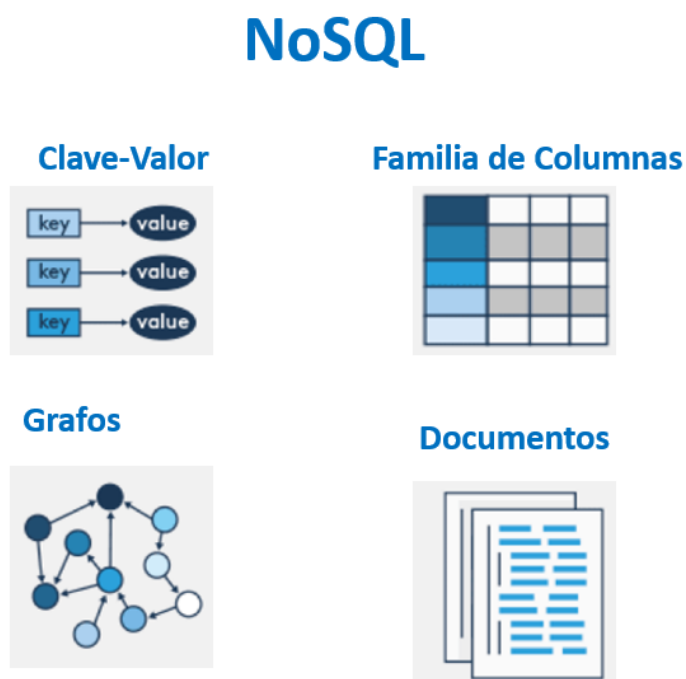 NoSQL
Clave-Valor
key value
key value
key value
Familia de Columnas
Grafos
Documentos